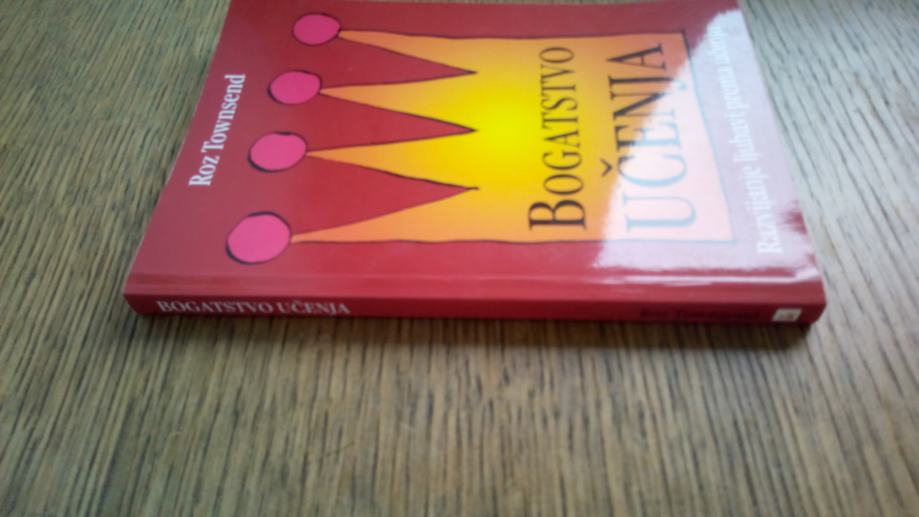 Roz Townsend
BOGATSTVO
UČENJA
Razvijanje ljubavi prema učenju
BOGATSTVO UČENJA
Roz Townsend